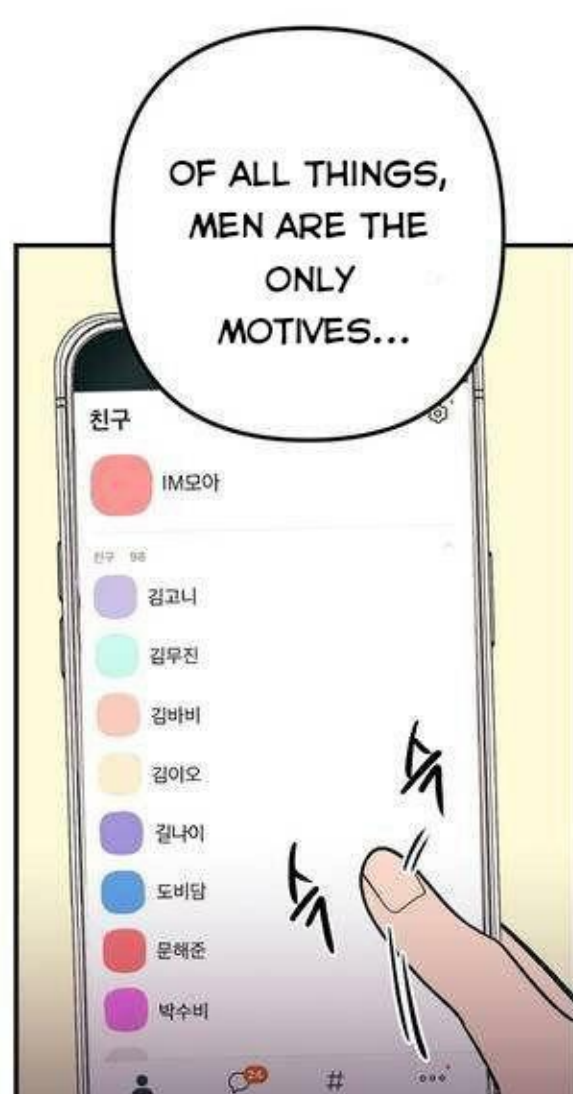 OF ALL THINGS,
MEN ARE THE
ONLY
MOTIVES...
친구
IM모아
친구 98
김고니
김무진
김바비
김이오
길나이
도비담
문해준
박수비
슥
슥
24
#